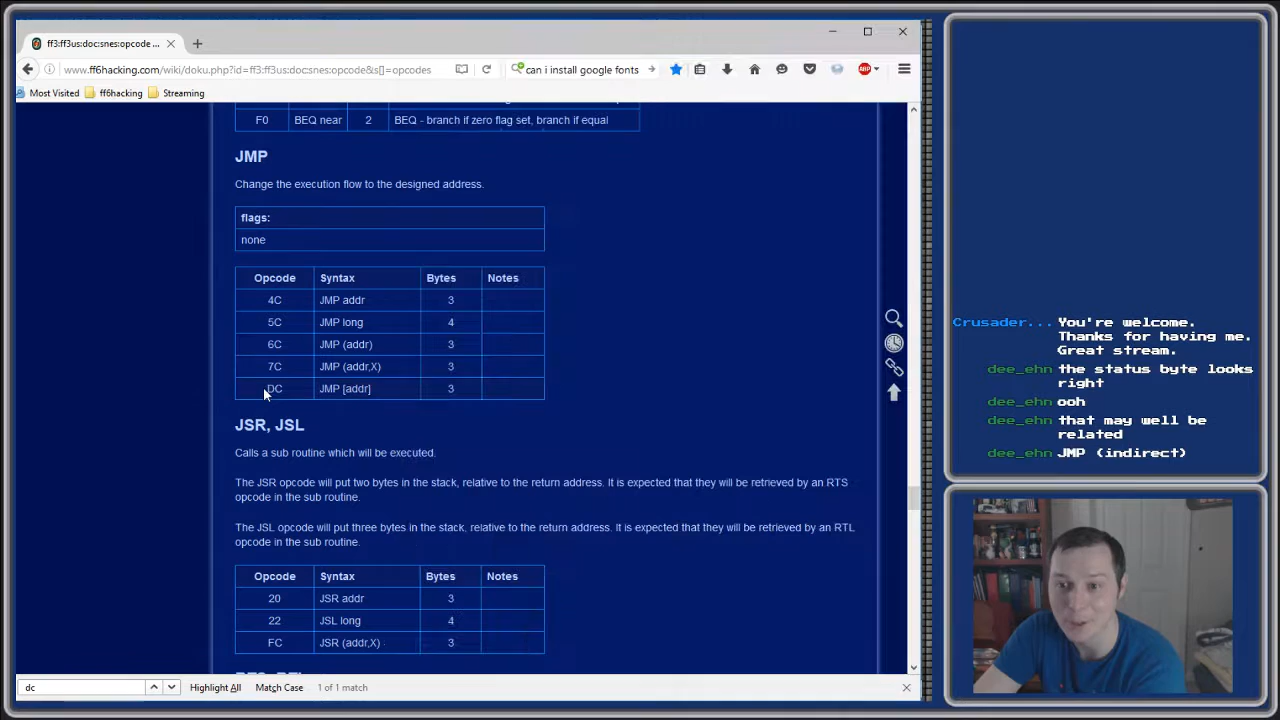 ff3:ff3us:doc:snes:opcode ...
www.ff6hacking.com/wiki/doku.php?id=ff3:ff3us:doc:snes:opcode&s[]=opcodes
can i install google fonts
ABP
Most Visited
ff6hacking
Streaming
F0 BEQ near 2 BEQ - branch if zero flag set, branch if equal
JMP
Change the execution flow to the designed address.
flags:
none
Opcode Syntax Bytes Notes
4C JMP addr 3
5C JMP long 4
6C JMP (addr) 3
7C JMP (addr,X) 3
DC JMP [addr] 3
JSR, JSL
Calls a sub routine which will be executed.
The JSR opcode will put two bytes in the stack, relative to the return address. It is expected that they will be retrieved by an RTS
opcode in the sub routine.
The JSL opcode will put three bytes in the stack, relative to the return address. It is expected that they will be retrieved by an RTL
opcode in the sub routine.
Opcode Syntax Bytes Notes
20 JSR addr 3
22 JSL long 4
FC JSR (addr,X) 3
dc
Highlight All
Match Case
1 of 1 match
Crusader... You're welcome.
Thanks for having me.
Great stream.
dee_ehn the status byte looks
right
dee_ehn ooh
dee_ehn that may well be
related
dee_ehn JMP (indirect)